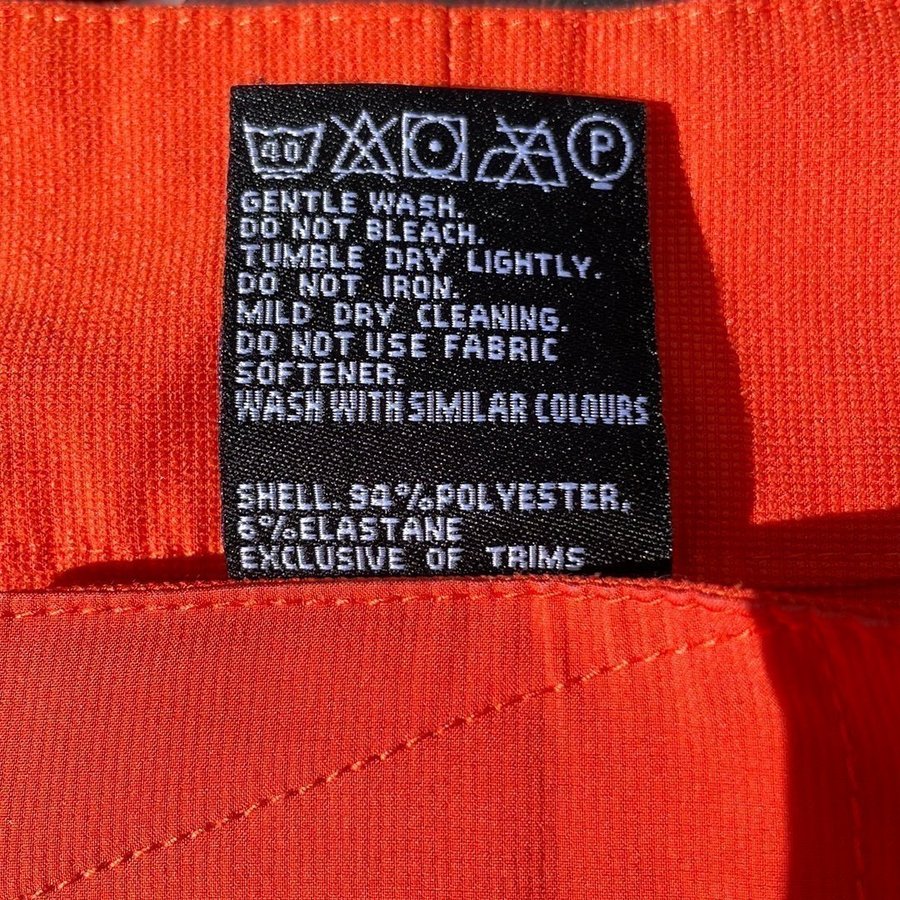 40 P
GENTLE WASH.
DO NOT BLEACH.
TUMBLE DRY LIGHTLY.
DO NOT IRON.
MILD DRY CLEANING.
DO NOT USE FABRIC
SOFTENER.
WASH WITH SIMILAR COLOURS
SHELL. 94%POLYESTER,
6%ELASTANE
EXCLUSIVE OF TRIMS